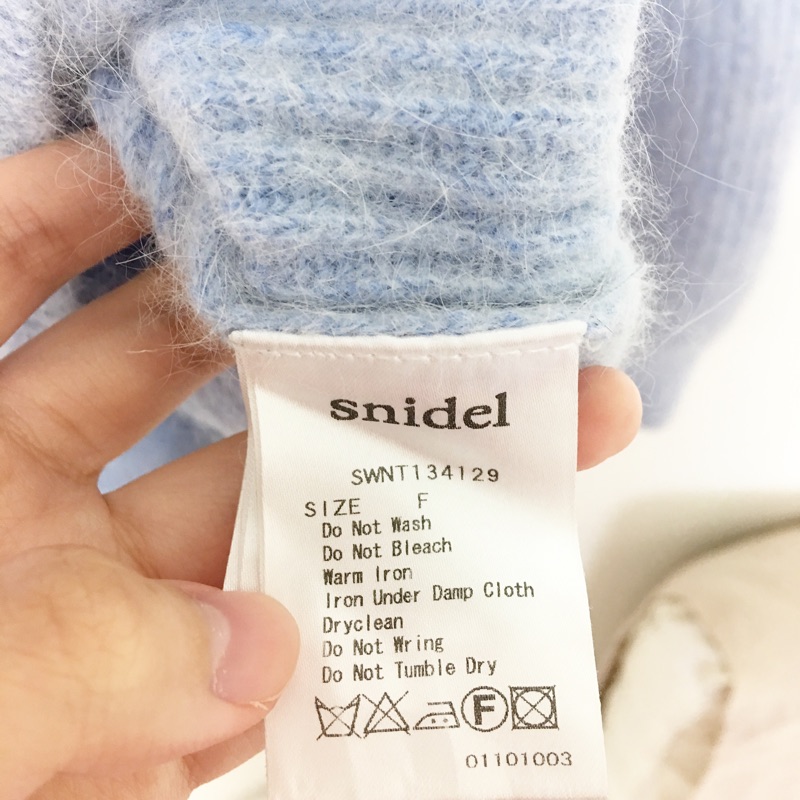 snidel
SWNT134129
SIZE F
Do Not Wash
Do Not Bleach
Warm Iron
Iron Under Damp Cloth
Dryclean
Do Not Wring
Do Not Tumble Dry
F
01101003